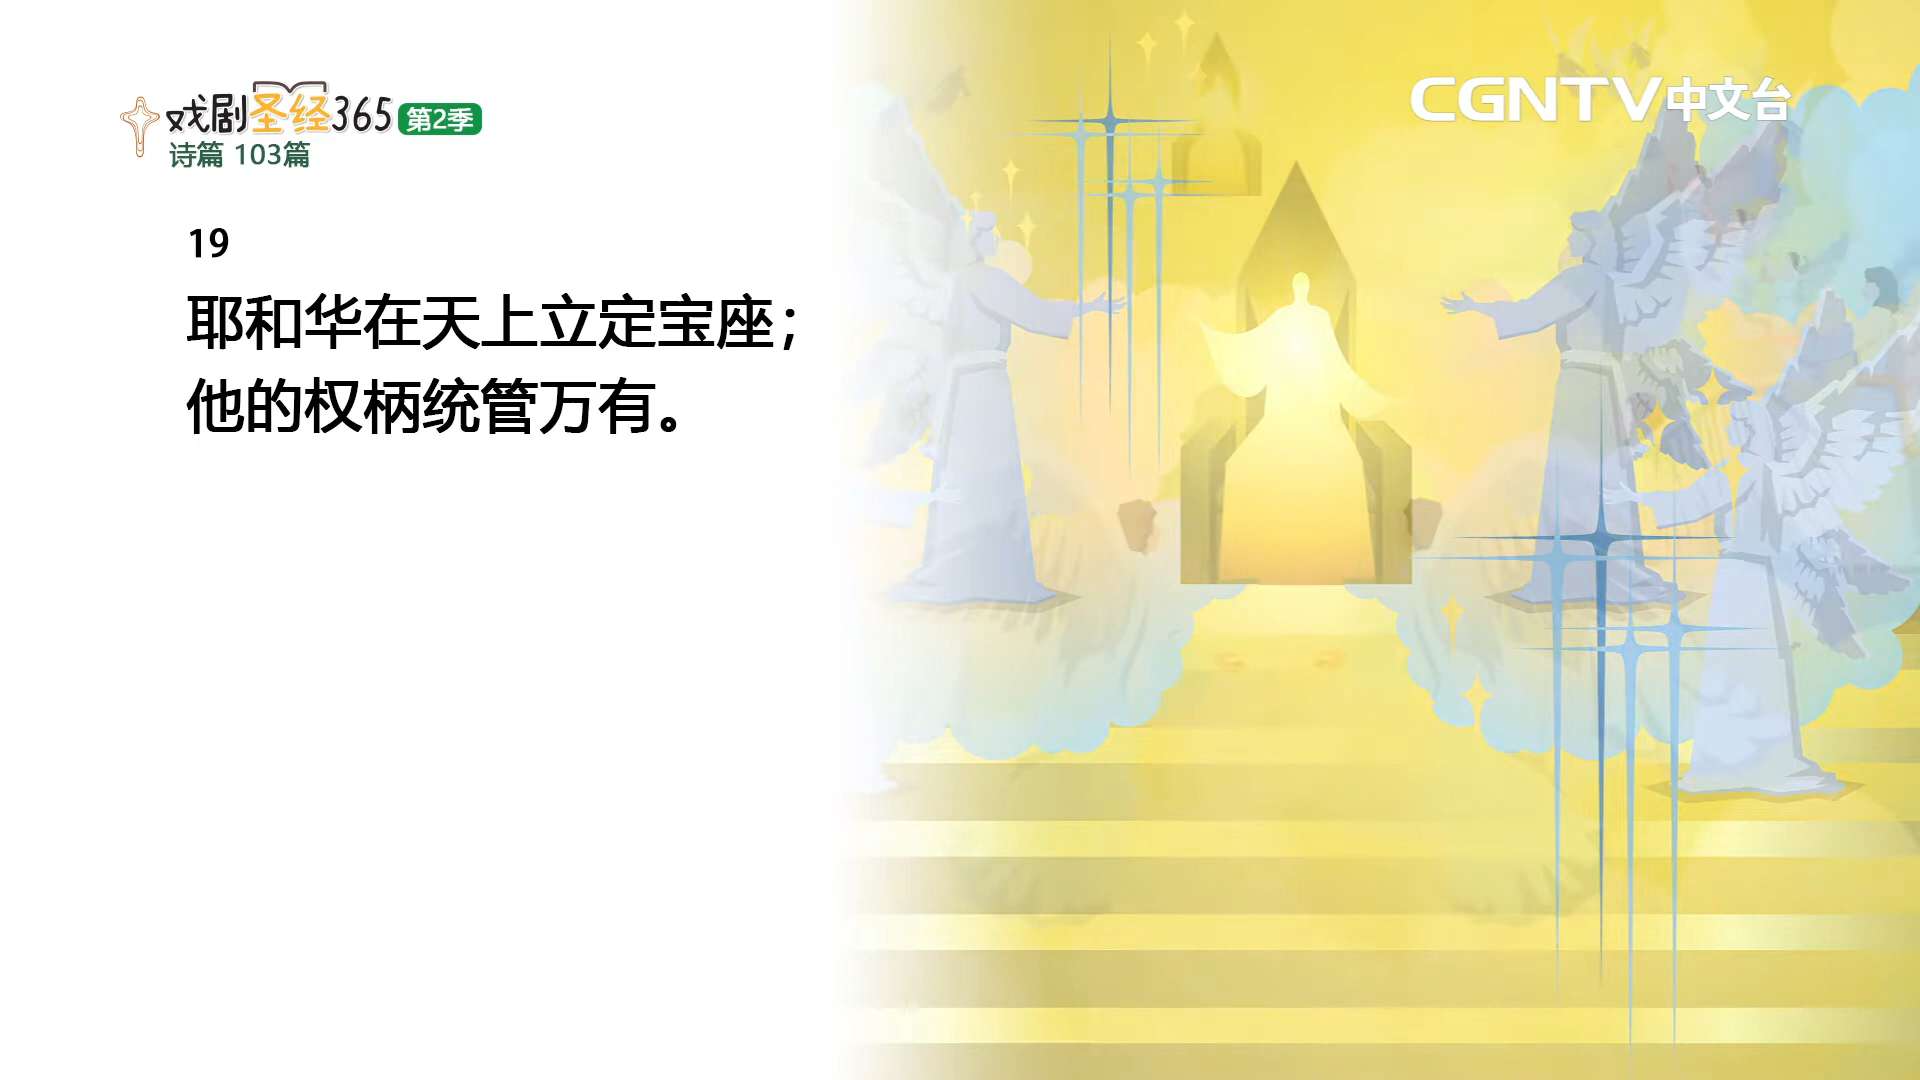 戏剧圣经365 第2季
诗篇 103篇
CGNTV中文台
19
耶和华在天上立定宝座；
他的权柄统管万有。